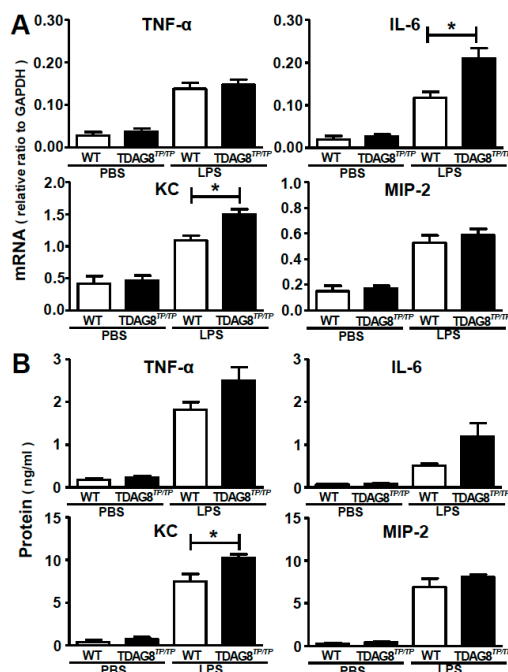 A
TNF-α
IL-6
mRNA ( relative ratio to GAPDH )
0.30
0.20
0.10
0.00
WT TDAG8TP/TP WT TDAG8TP/TP
PBS LPS
0.30
0.20
0.10
0.00
*
WT TDAG8TP/TP WT TDAG8TP/TP
PBS LPS
KC
MIP-2
2.0
1.5
1.0
0.5
0.0
*
WT TDAG8TP/TP WT TDAG8TP/TP
PBS LPS
1.0
0.8
0.6
0.4
0.2
0.0
WT TDAG8TP/TP WT TDAG8TP/TP
PBS LPS
B
TNF-α
IL-6
Protein ( ng/ml )
3
2
1
0
WT TDAG8TP/TP WT TDAG8TP/TP
PBS LPS
3
2
1
0
WT TDAG8TP/TP WT TDAG8TP/TP
PBS LPS
KC
MIP-2
15
10
5
0
*
WT TDAG8TP/TP WT TDAG8TP/TP
PBS LPS
15
10
5
0
WT TDAG8TP/TP WT TDAG8TP/TP
PBS LPS